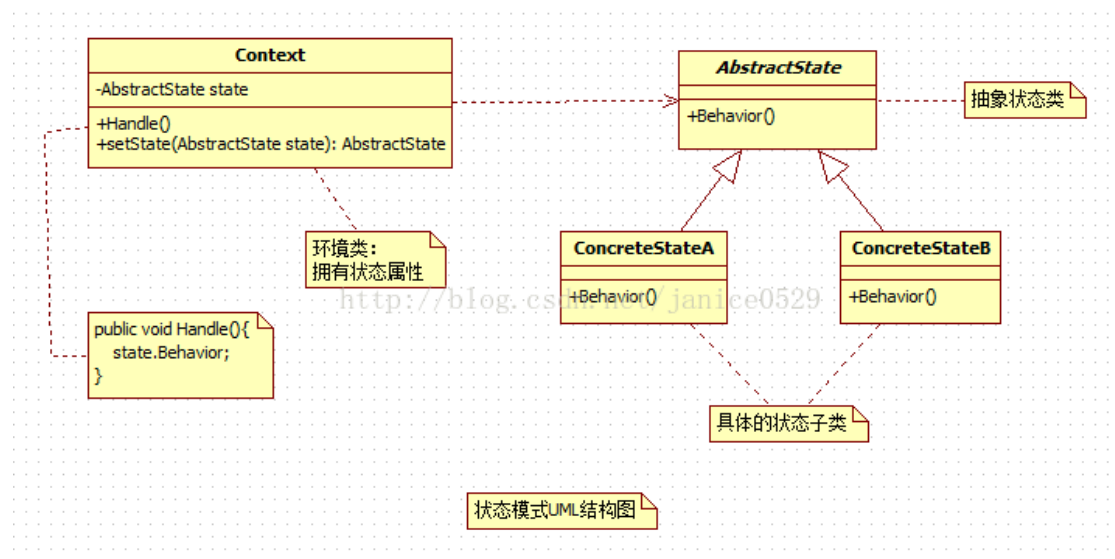 Context
-AbstractState state
+Handle()
+setState(AbstractState state): AbstractState
AbstractState
+Behavior()
抽象状态类
环境类:
拥有状态属性
ConcreteStateA
+Behavior()
ConcreteStateB
+Behavior()
http://blog.csdn.net/janice0529
public void Handle(){
state.Behavior;
}
具体的状态子类
状态模式UML结构图